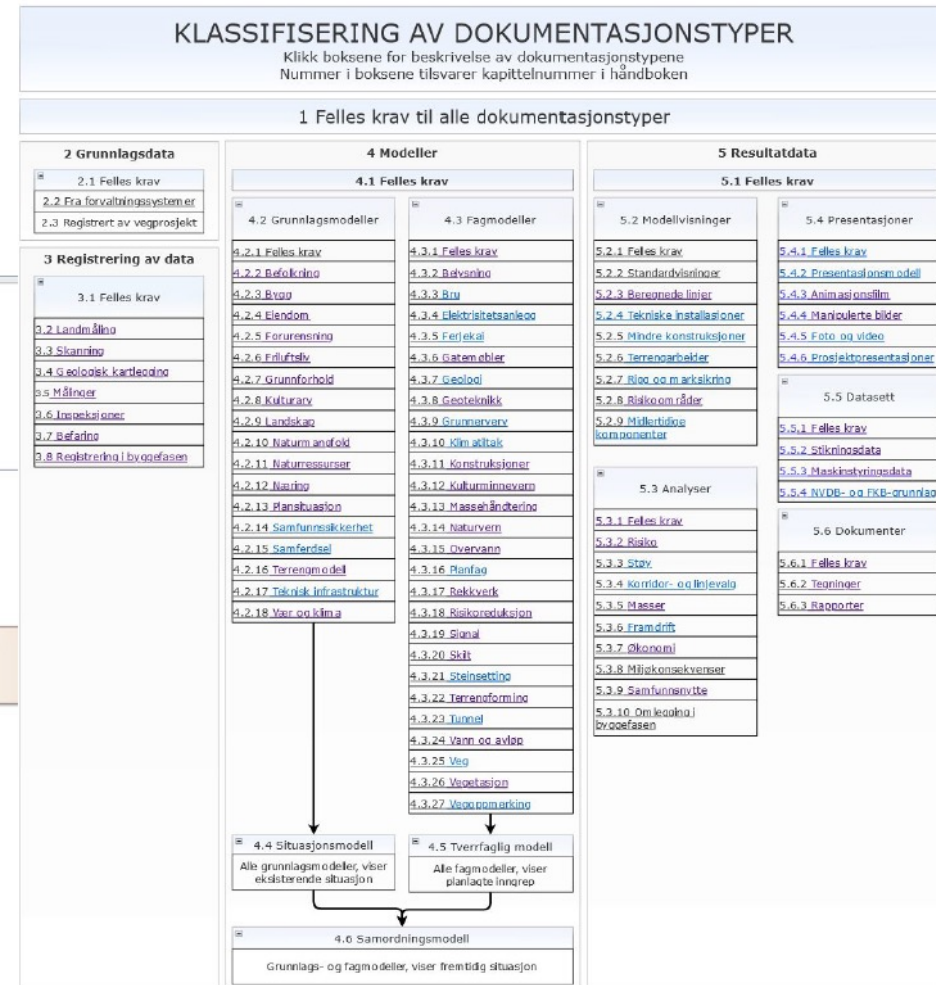 KLASSIFISERING AV DOKUMENTASJONSTYPER
Klikk boksene for beskrivelse av dokumentasjonstypene
Nummer i boksene tilsvarer kapittelnummer i håndboken
1 Felles krav til alle dokumentasjonstyper
2 Grunnlagsdata
2.1 Felles krav
2.2 Fra forvaltningssystemer
2.3 Registrert av vegprosjekt
3 Registrering av data
3.1 Felles krav
3.2 Landmåling
3.3 Skanning
3.4 Geologisk kartlegging
3.5 Målinger
3.6 Inspeksjoner
3.7 Befaring
3.8 Registrering i byggefasen
4 Modeller
4.1 Felles krav
4.2 Grunnlagsmodeller
4.2.1 Felles krav
4.2.2 Befolkning
4.2.3 Bygg
4.2.4 Eiendom
4.2.5 Forurensning
4.2.6 Friluftsliv
4.2.7 Grunnforhold
4.2.8 Kulturarv
4.2.9 Landskap
4.2.10 Naturmangfold
4.2.11 Naturressurser
4.2.12 Næring
4.2.13 Plansituasjon
4.2.14 Samfunnssikkerhet
4.2.15 Samferdsel
4.2.16 Terrengmodell
4.2.17 Teknisk infrastruktur
4.2.18 Vær og klima
4.3 Fagmodeller
4.3.1 Felles krav
4.3.2 Belysning
4.3.3 Bru
4.3.4 Elektrisitetsanlegg
4.3.5 Ferjekai
4.3.6 Gatemøbler
4.3.7 Geologi
4.3.8 Geoteknikk
4.3.9 Grunnerverv
4.3.10 Klimatiltak
4.3.11 Konstruksjoner
4.3.12 Kulturminnevern
4.3.13 Massehåndtering
4.3.14 Naturvern
4.3.15 Overvann
4.3.16 Planfag
4.3.17 Rekkverk
4.3.18 Risikoreduksjon
4.3.19 Signal
4.3.20 Skilt
4.3.21 Steinsetting
4.3.22 Terrengforming
4.3.23 Tunnel
4.3.24 Vann og avløp
4.3.25 Veg
4.3.26 Vegetasjon
4.3.27 Vegoppmerking
4.4 Situasjonsmodell
Alle grunnlagsmodeller, viser
eksisterende situasjon
4.5 Tverrfaglig modell
Alle fagmodeller, viser
planlagte inngrep
4.6 Samordningsmodell
Grunnlags- og fagmodeller, viser fremtidig situasjon
5 Resultatdata
5.1 Felles krav
5.2 Modellvisninger
5.2.1 Felles krav
5.2.2 Standardvisninger
5.2.3 Beregnede linjer
5.2.4 Tekniske installasjoner
5.2.5 Mindre konstruksjoner
5.2.6 Terrengarbeider
5.2.7 Rigg og marksikring
5.2.8 Risikoområder
5.2.9 Midlertidige
komponenter
5.3 Analyser
5.3.1 Felles krav
5.3.2 Risiko
5.3.3 Støy
5.3.4 Korridor- og linjevalg
5.3.5 Masser
5.3.6 Framdrift
5.3.7 Økonomi
5.3.8 Miljøkonsekvenser
5.3.9 Samfunnsnytte
5.3.10 Omlegging i
byggefasen
5.4 Presentasjoner
5.4.1 Felles krav
5.4.2 Presentasjonsmodell
5.4.3 Animasjonsfilm
5.4.4 Manipulerte bilder
5.4.5 Foto og video
5.4.6 Prosjektpresentasjoner
5.5 Datasett
5.5.1 Felles krav
5.5.2 Stikningsdata
5.5.3 Maskinstyringsdata
5.5.4 NVDB- og FKB-grunnlag
5.6 Dokumenter
5.6.1 Felles krav
5.6.2 Tegninger
5.6.3 Rapporter